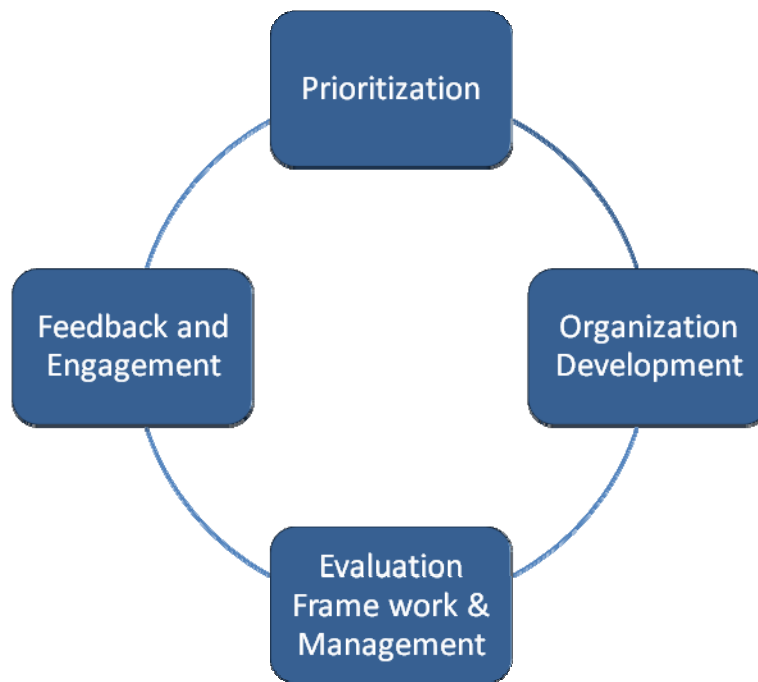 Prioritization
Feedback and
Engagement
Organization
Development
Evaluation
Frame work &
Management